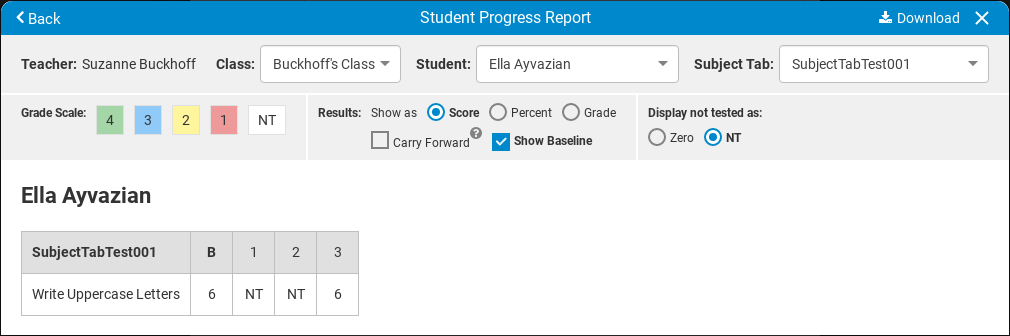 Back Student Progress Report Download
Teacher: Suzanne Buckhoff Class: Buckhoff's Class Student: Ella Ayvazian Subject Tab: SubjectTabTest001
Grade Scale: 4 3 2 1 NT Results: Show as Score Percent Grade Display not tested as:
Carry Forward ? Show Baseline Zero NT
Ella Ayvazian
SubjectTabTest001 B 1 2 3
Write Uppercase Letters 6 NT NT 6